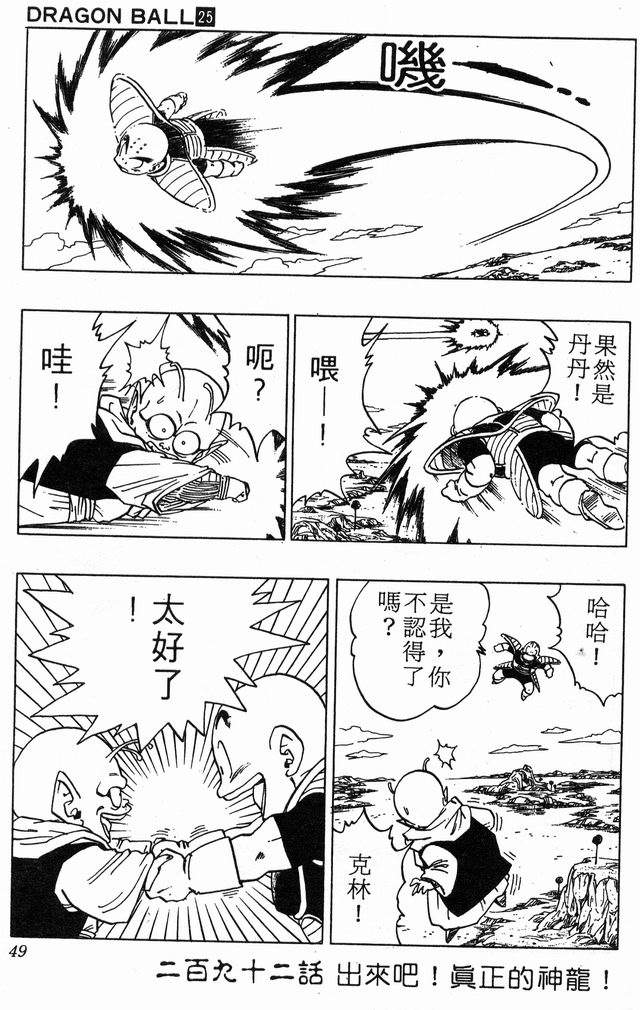 DRAGON BALL 25
嘰—
果然是
丹丹!
喂—!
呃?
哇!
哈哈!
是我,你
不認得了
嗎?
克林!
太好了
!
49
二百九十二話 出來吧!眞正的神龍!